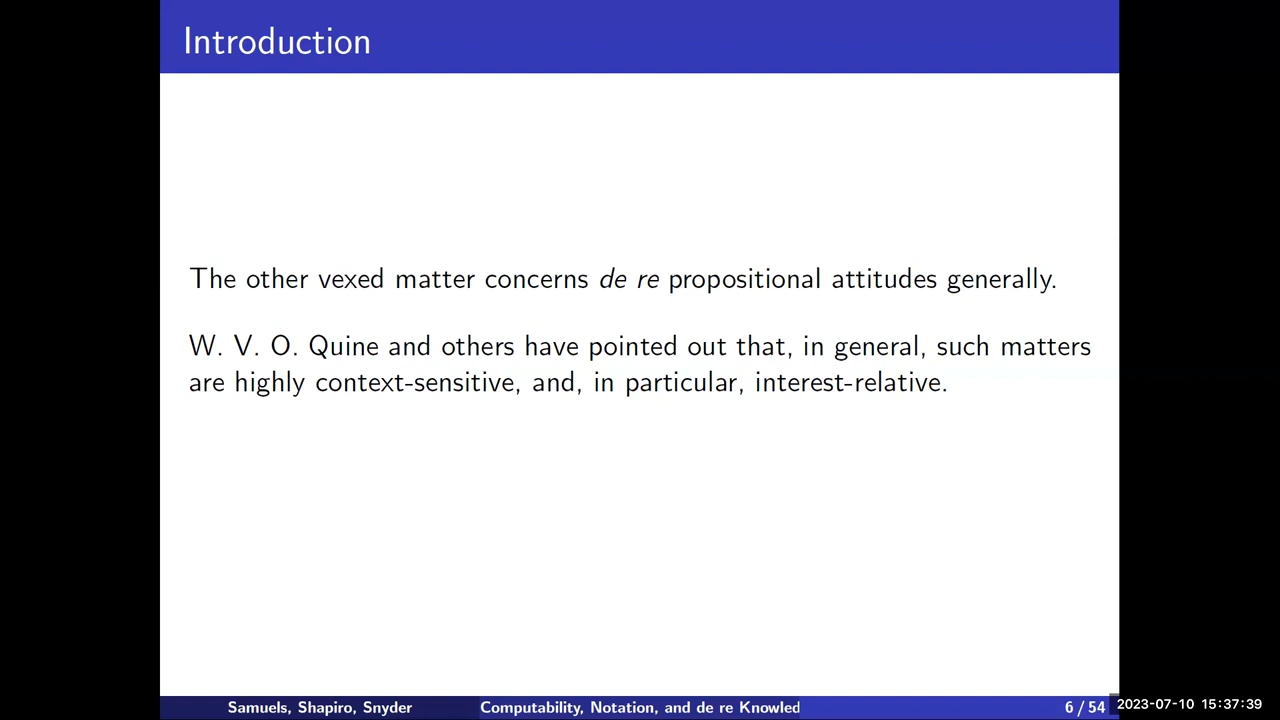 Introduction
The other vexed matter concerns de re propositional attitudes generally.
W. V. O. Quine and others have pointed out that, in general, such matters
are highly context-sensitive, and, in particular, interest-relative.
Samuels, Shapiro, Snyder
Computability, Notation, and de re Knowled
6 / 54
2023-07-10 15:37:39